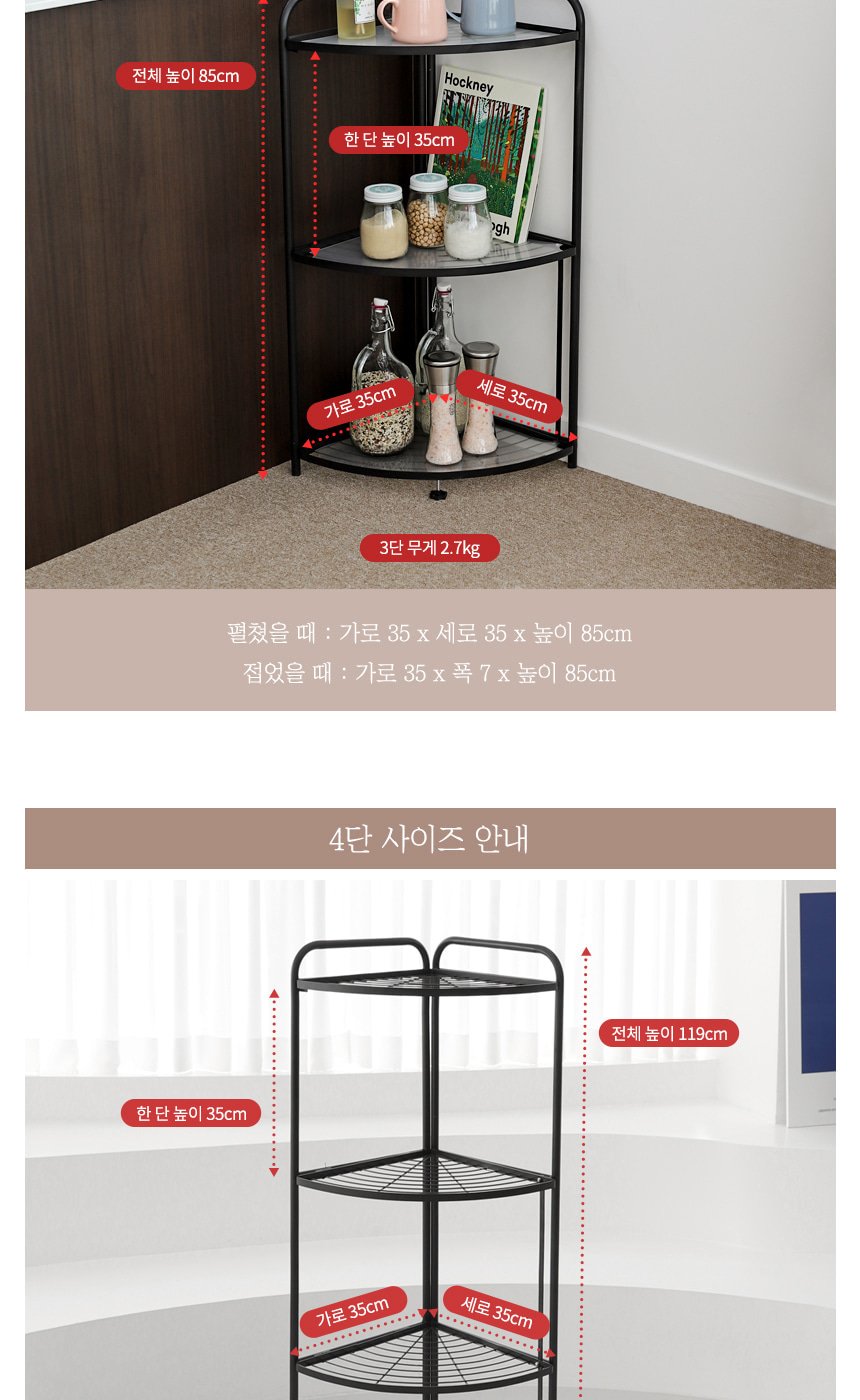 전체 높이 85cm
Hockney
한 단 높이 35cm
ogh
가로 35cm
세로 35cm
3단 무게 2.7kg
펼쳤을 때 : 가로 35 x 세로 35 x 높이 85cm
접었을 때 : 가로 35 x 폭 7 x 높이 85cm
4단 사이즈 안내
전체 높이 119cm
한 단 높이 35cm
가로 35cm
세로 35cm